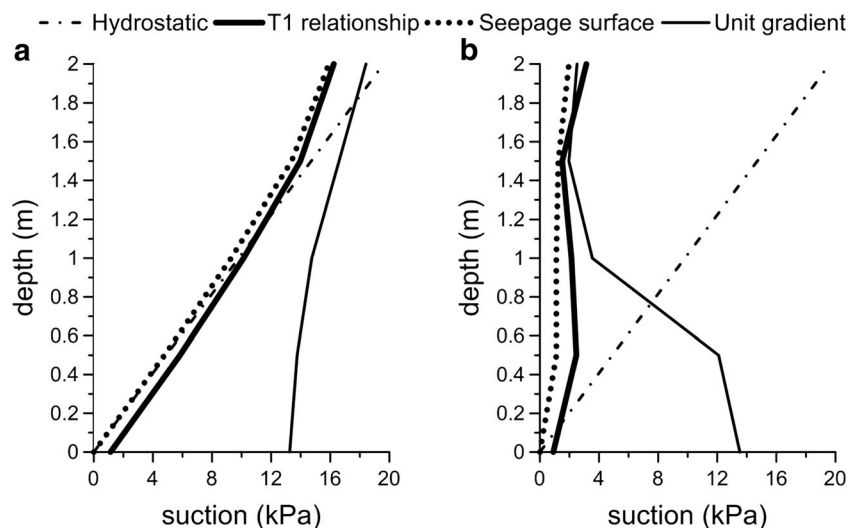 Hydrostatic T1 relationship Seepage surface Unit gradient
a b
2 2
1.8 1.8
1.6 1.6
1.4 1.4
1.2 1.2
depth (m) depth (m)
1 1
0.8 0.8
0.6 0.6
0.4 0.4
0.2 0.2
0 0
0 4 8 12 16 20 0 4 8 12 16 20
suction (kPa) suction (kPa)